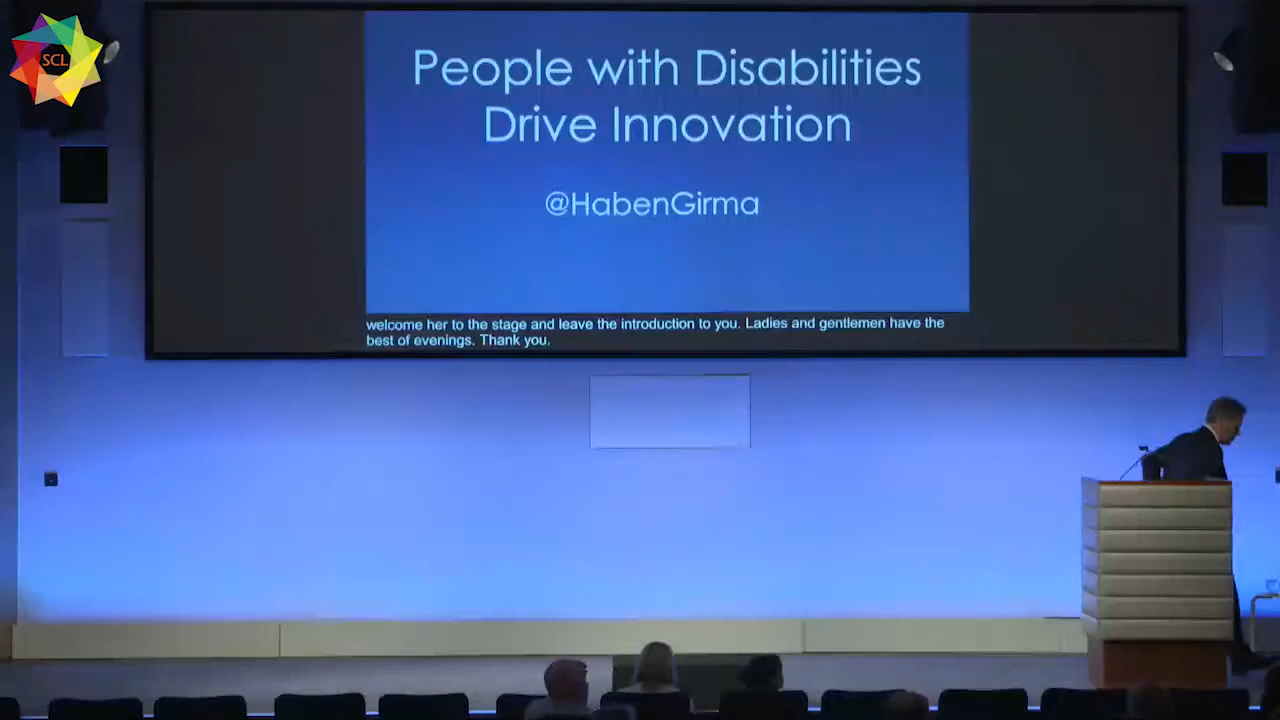 SCL
People with Disabilities
Drive Innovation
@HabenGirma
welcome her to the stage and leave the introduction to you. Ladies and gentlemen have the
best of evenings. Thank you.